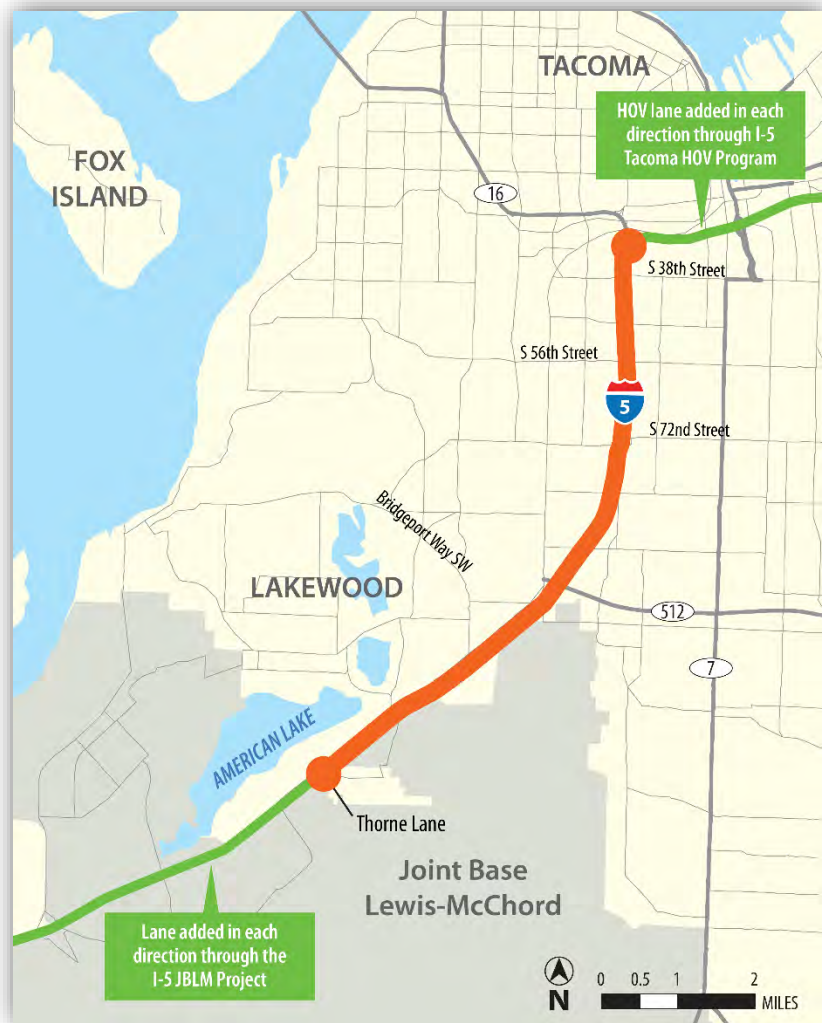 TACOMA
HOV lane added in each
direction through I-5
Tacoma HOV Program
FOX
ISLAND
16
S 38th Street
S 56th Street
5
S 72nd Street
Bridgeport Way SW
LAKEWOOD
512
7
AMERICAN LAKE
Thorne Lane
Joint Base
Lewis-McChord
Lane added in each
direction through the
I-5 JBLM Project
N
0 0.5 1 2
MILES